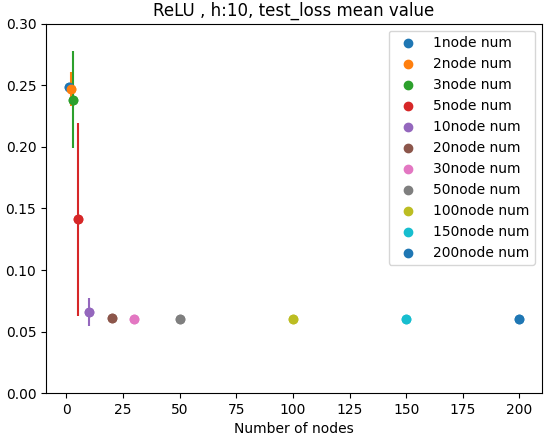 ReLU , h:10, test_loss mean value
0.30
0.25
0.20
0.15
0.10
0.05
0.00
1node num
2node num
3node num
5node num
10node num
20node num
30node num
50node num
100node num
150node num
200node num
0 25 50 75 100 125 150 175 200
Number of nodes